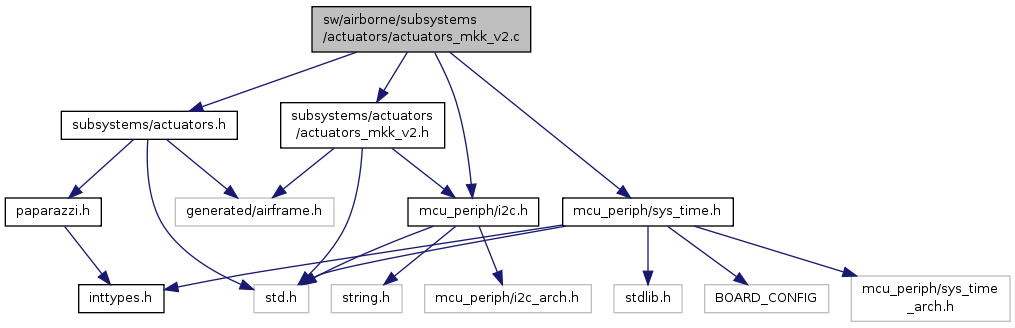 sw/airborne/subsystems
/actuators/actuators_mkk_v2.c
subsystems/actuators.h
subsystems/actuators
/actuators_mkk_v2.h
paparazzi.h
generated/airframe.h
mcu_periph/i2c.h
mcu_periph/sys_time.h
inttypes.h
std.h
string.h
mcu_periph/i2c_arch.h
stdlib.h
BOARD_CONFIG
mcu_periph/sys_time
_arch.h